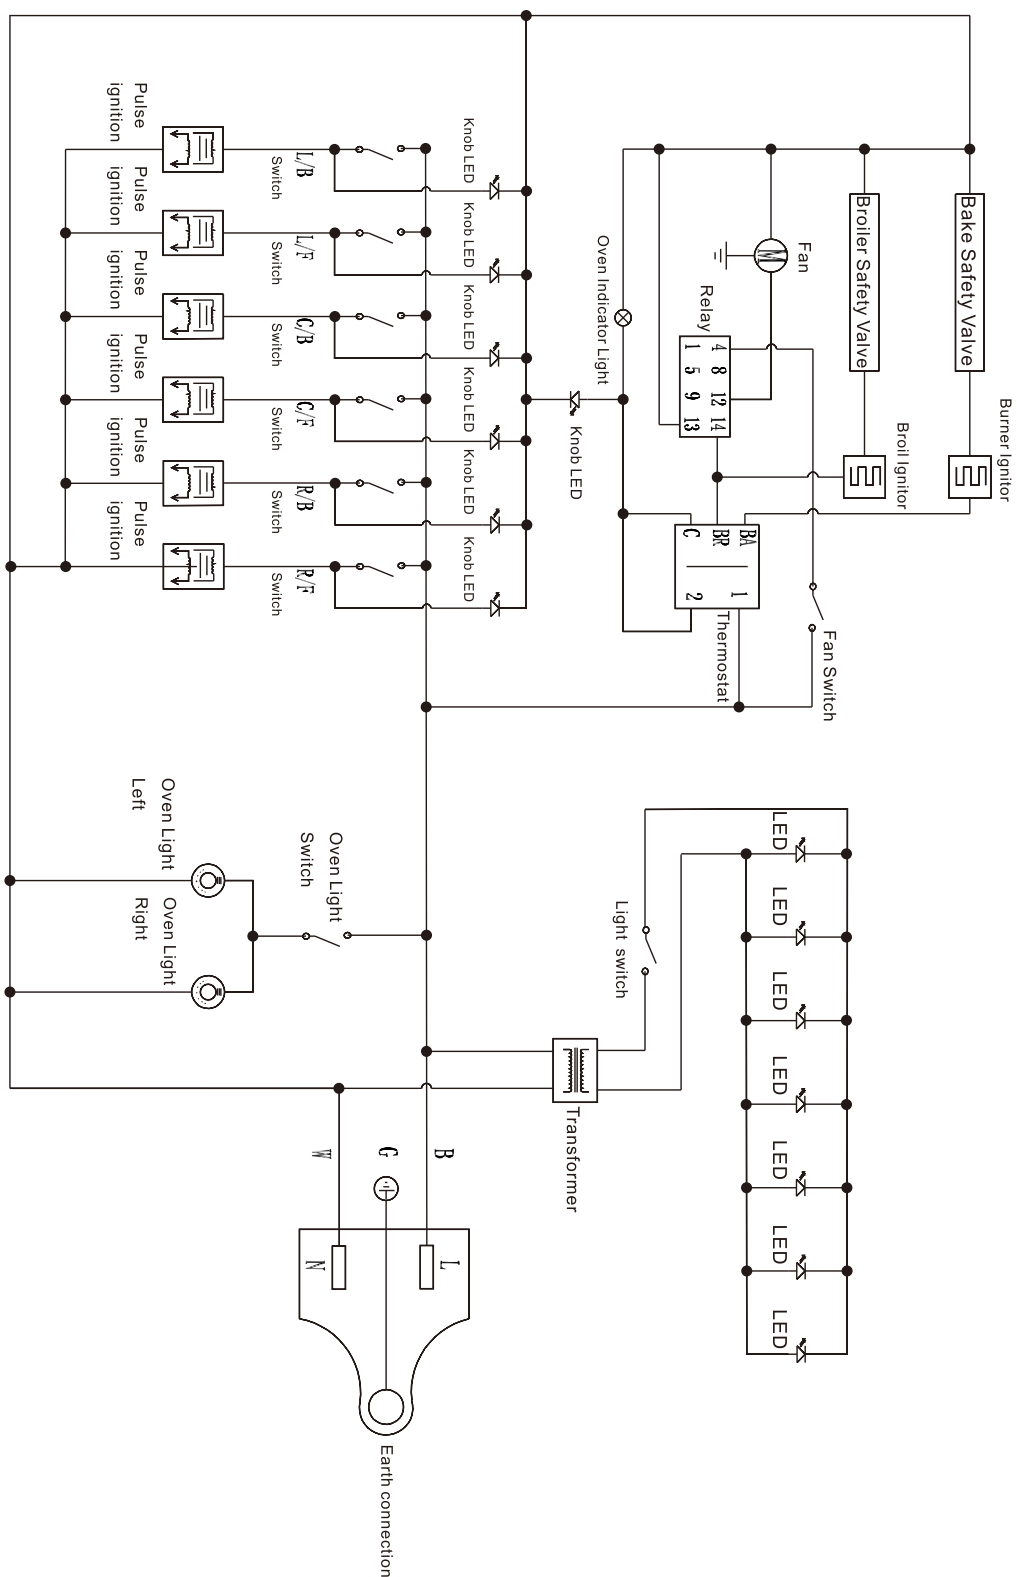 Burner Ignitor
Bake Safety Valve
Broil Ignitor
Broiler Safety Valve
Fan
M
Relay
4 8 12 14
1 5 9 13
Oven Indicator Light
Knob LED
BA
BR
C
1
2
Thermostat
Fan Switch
Knob LED
Knob LED
Knob LED
Knob LED
Knob LED
Knob LED
L/B
Switch
L/F
Switch
C/B
Switch
C/F
Switch
R/B
Switch
R/F
Switch
Pulse
ignition
Pulse
ignition
Pulse
ignition
Pulse
ignition
Pulse
ignition
Pulse
ignition
LED
LED
LED
LED
LED
LED
LED
Light switch
Transformer
Oven Light
Switch
Oven Light
Left
Oven Light
Right
B
G
W
L
N
Earth connection